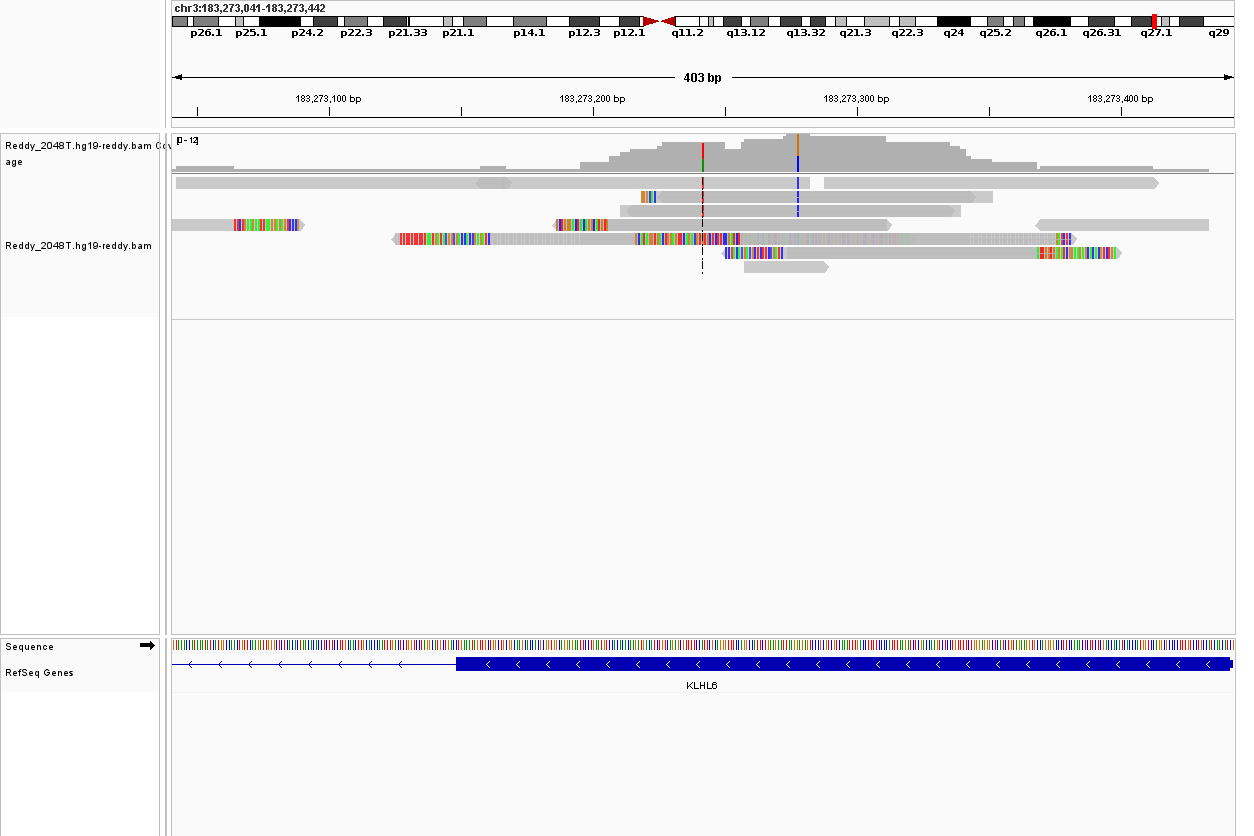 chr3:183,273,041-183,273,442
p26.1 p25.1 p24.2 p22.3 p21.33 p21.1 p14.1 p12.3 p12.1 q11.2 q13.12 q13.32 q21.3 q22.3 q24 q25.2 q26.1 q26.31 q27.1 q29
403 bp
183,273,100 bp 183,273,200 bp 183,273,300 bp 183,273,400 bp
Reddy_2048T.hg19-reddy.bam Cov
age
[0 - 12]
Reddy_2048T.hg19-reddy.bam
Sequence
RefSeq Genes
KLHL6